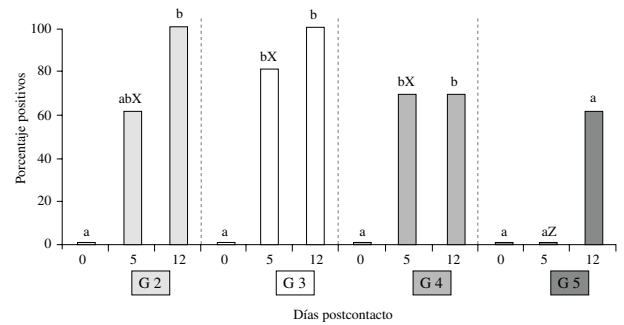 Porcentaje positivos
100
80
60
40
20
0
a
abX
b
a
bX
b
a
bX
b
a
aZ
a
0 5 12 0 5 12 0 5 12 0 5 12
G 2 G 3 G 4 G 5
Días postcontacto